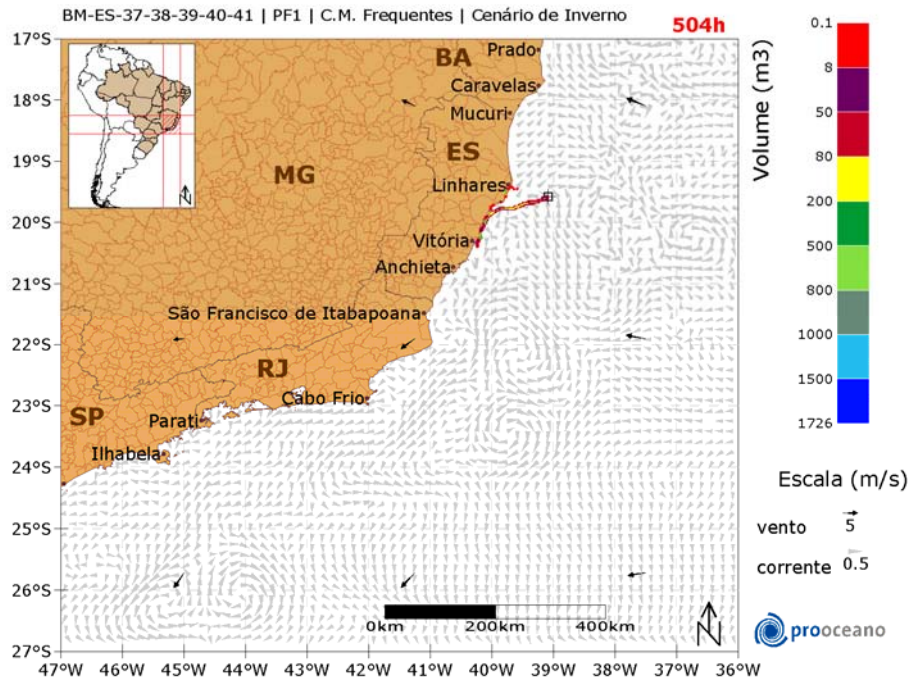 BM-ES-37-38-39-40-41 | PF1 | C.M. Frequentes | Cenário de Inverno
504h
17°S
18°S
19°S
20°S
21°S
22°S
23°S
24°S
25°S
26°S
27°S
BA
Prado
Caravelas
Mucuri
ES
MG
Linhares
Vitória
Anchieta
São Francisco de Itabapoana
RJ
Cabo Frio
SP
Parati
Ilhabela
N
0km 200km 400km
N
47°W 46°W 45°W 44°W 43°W 42°W 41°W 40°W 39°W 38°W 37°W 36°W
Volume (m3)
0.1
8
50
80
200
500
800
1000
1500
1726
Escala (m/s)
vento 5
corrente 0.5
prooceano